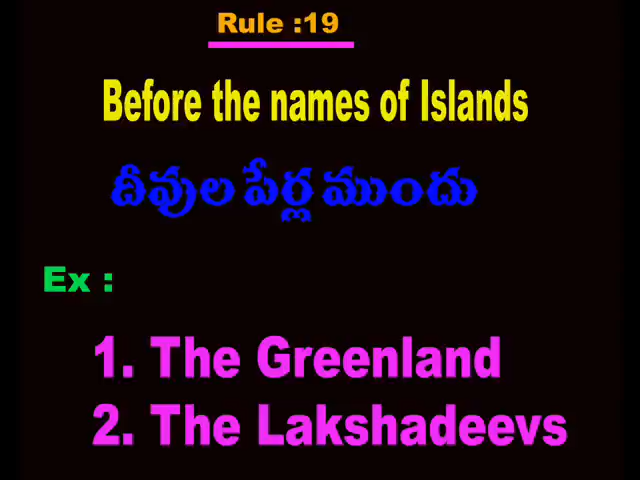 Rule :19
Before the names of Islands
దీవుల పేర్ల ముందు
Ex :
1. The Greenland
2. The Lakshadeevs